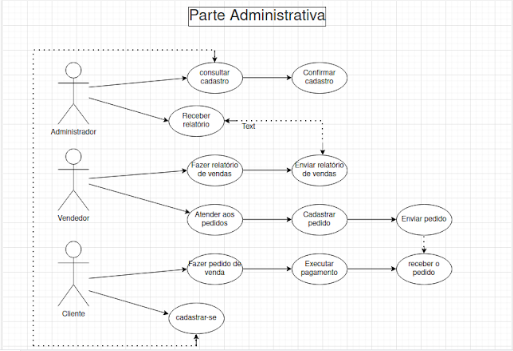 Parte Administrativa
consultar
cadastro
Confirmar
cadastro
Administrador
Receber
relatório
Text
Fazer relatório
de vendas
Enviar relatório
de vendas
Vendedor
Atender aos
pedidos
Cadastrar
pedido
Enviar pedido
Cliente
Fazer pedido de
venda
Executar
pagamento
receber o
pedido
cadastrar-se